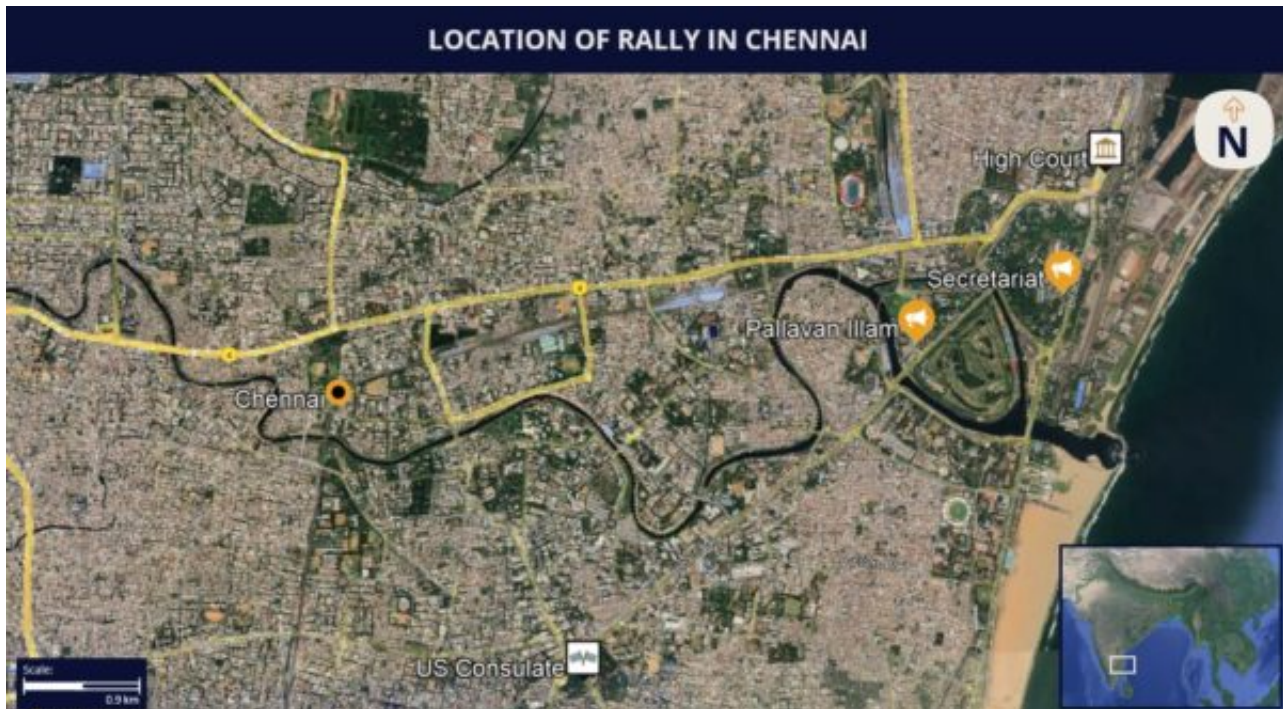 LOCATION OF RALLY IN CHENNAI
N
High Court
Secretariat
Pallavan Illam
Chennai
US Consulate
Scale:
0.9 km